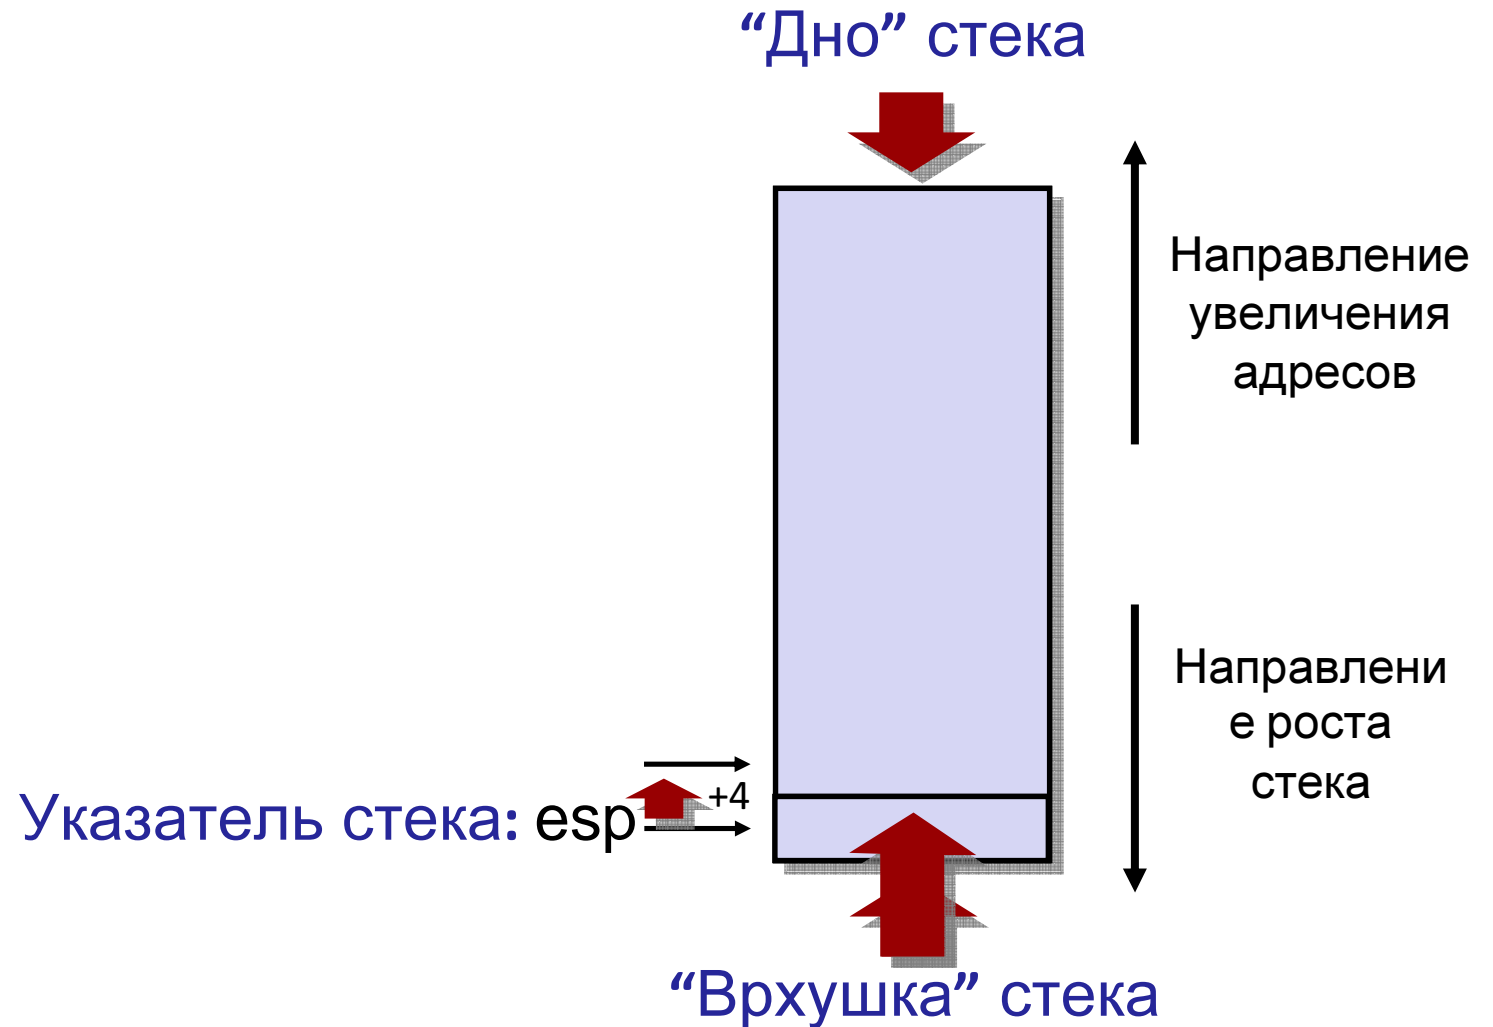 “Дно” стека
Направление
увеличения
адресов
Направлени
е роста
стека
+4
Указатель стека: esp
“Врхушка” стека